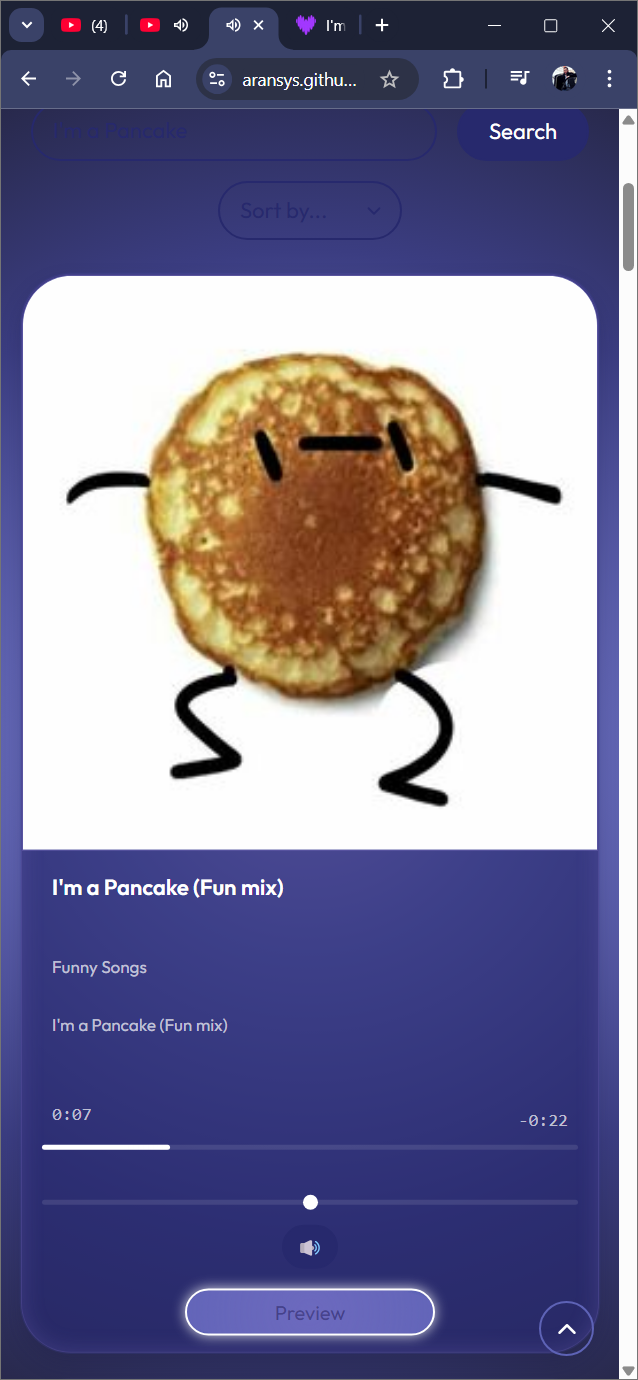 (4)
I'm
aransys.githu...
I'm a Pancake
Search
Sort by...
I'm a Pancake (Fun mix)
Funny Songs
I'm a Pancake (Fun mix)
0:07
-0:22
Preview